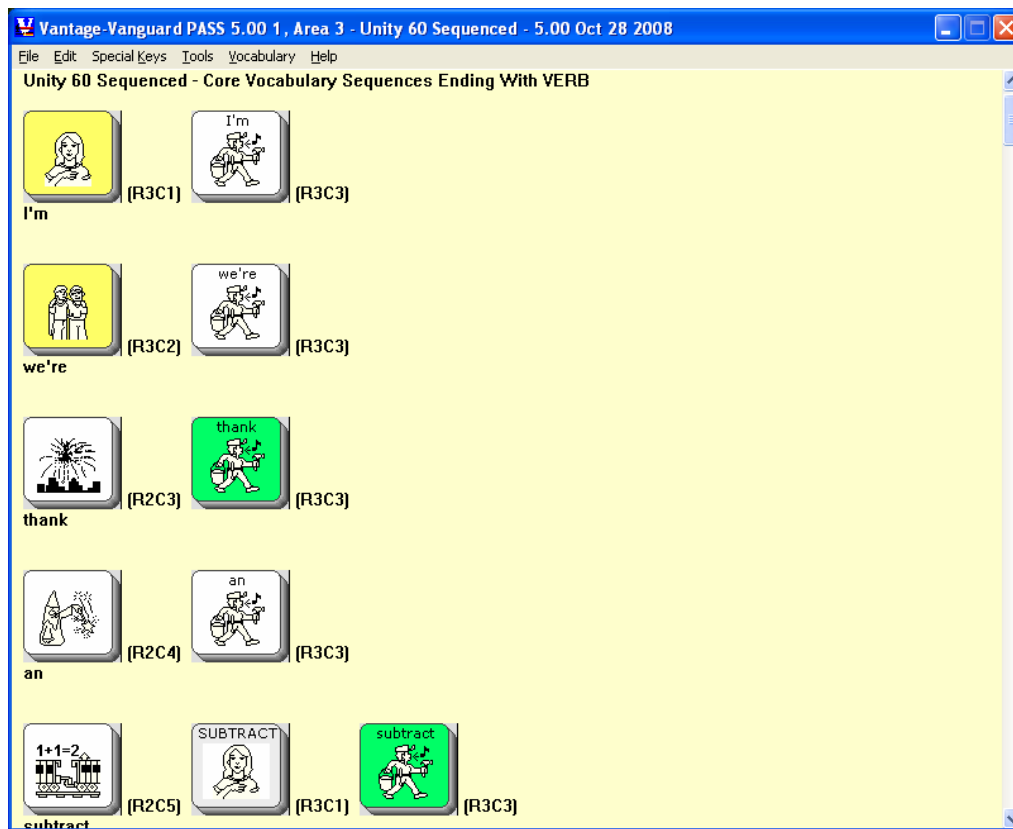 Vantage-Vanguard PASS 5.00 1, Area 3 - Unity 60 Sequenced - 5.00 Oct 28 2008
File Edit Special Keys Tools Vocabulary Help
Unity 60 Sequenced - Core Vocabulary Sequences Ending With VERB
I'm
(R3C1) (R3C3)
I'm
we're
(R3C2) (R3C3)
we're
thank
(R2C3) (R3C3)
thank
an
(R2C4) (R3C3)
an
SUBTRACT subtract
1+1=2
(R2C5) (R3C1) (R3C3)
subtract